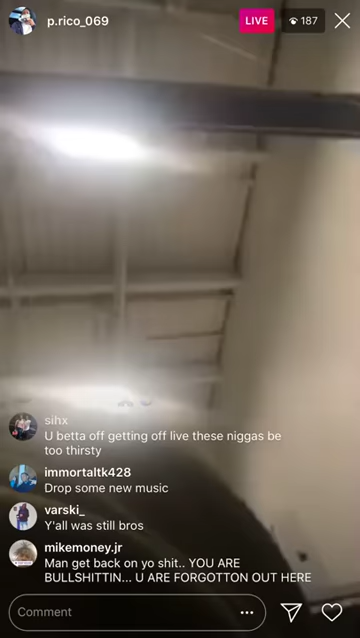 p.rico_069
LIVE
187
sihx
U betta off getting off live these niggas be
too thirsty
immortaltk428
Drop some new music
varski_
Y'all was still bros
mikemoney.jr
Man get back on yo shit.. YOU ARE
BULLSHITTIN... U ARE FORGOTTON OUT HERE
Comment